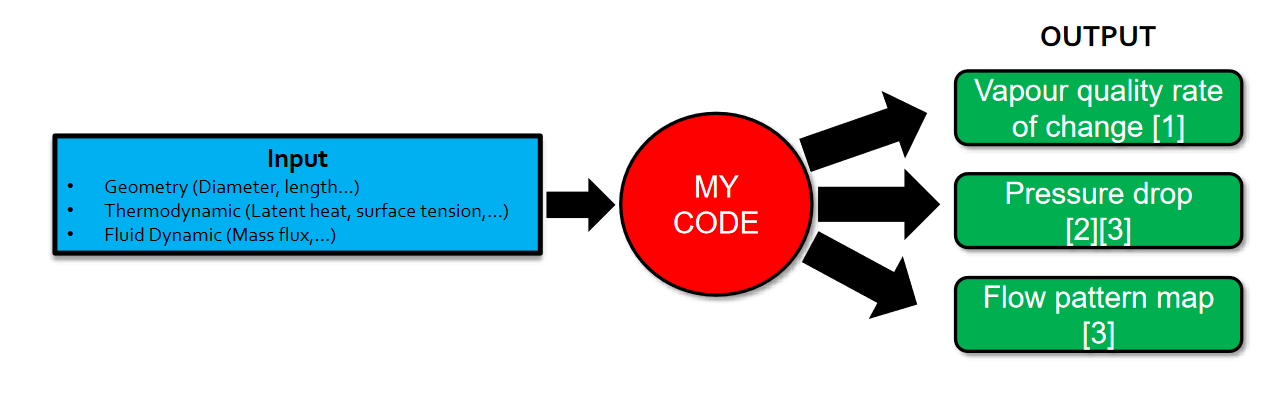 OUTPUT
Vapour quality rate
of change [1]
Input
• Geometry (Diameter, length...)
• Thermodynamic (Latent heat, surface tension,...)
• Fluid Dynamic (Mass flux,...)
MY
CODE
Pressure drop
[2][3]
Flow pattern map
[3]